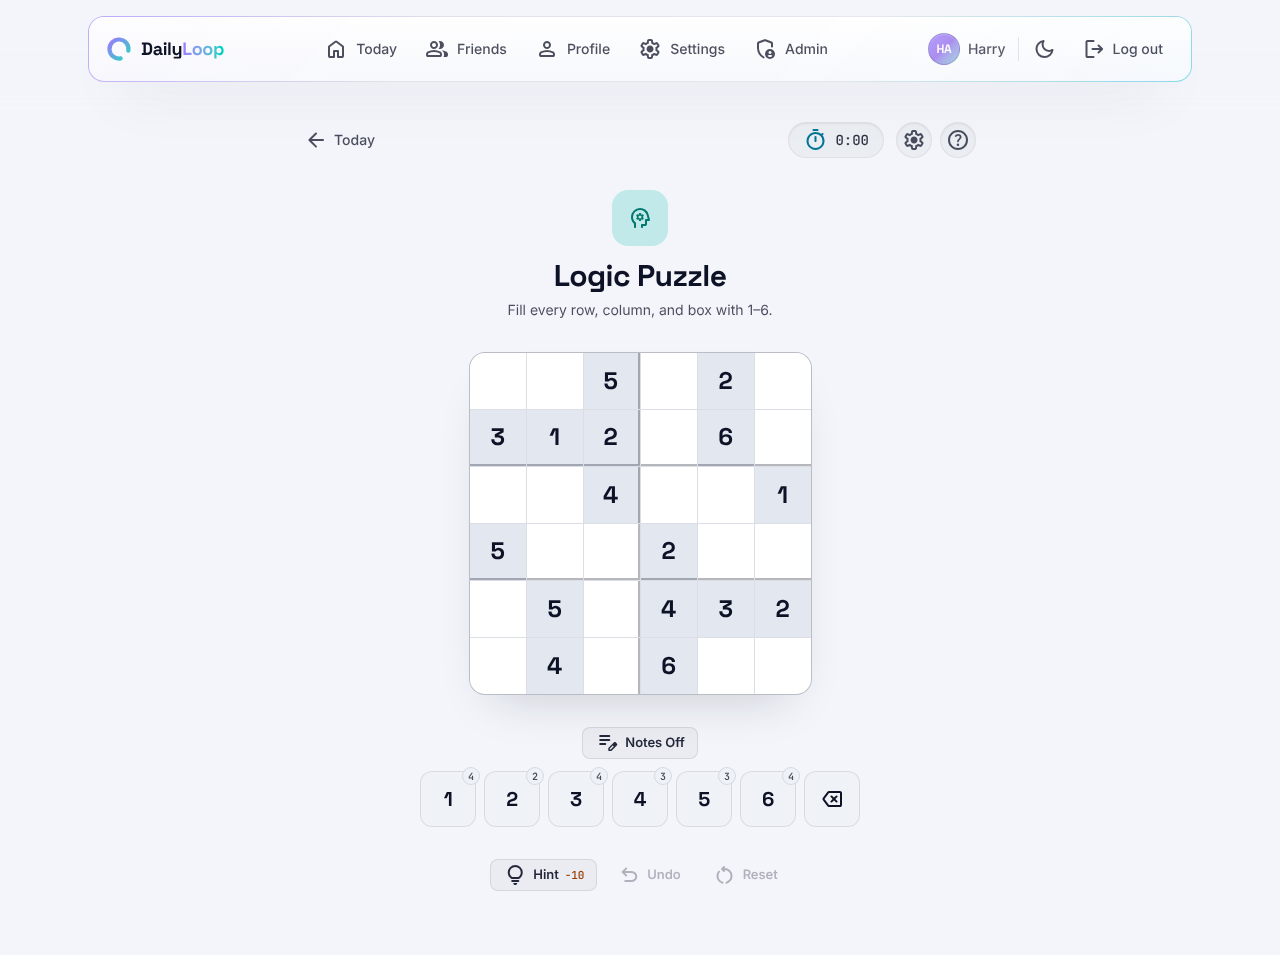 DailyLoop Today Friends Profile Settings Admin HA Harry Log out
Today 0:00
Logic Puzzle
Fill every row, column, and box with 1–6.
5 2
3 1 2 6
4 1
5 2
5 4 3 2
4 6
Notes Off
1 4 2 2 3 4 4 3 5 3 6 4
Hint -10 Undo Reset